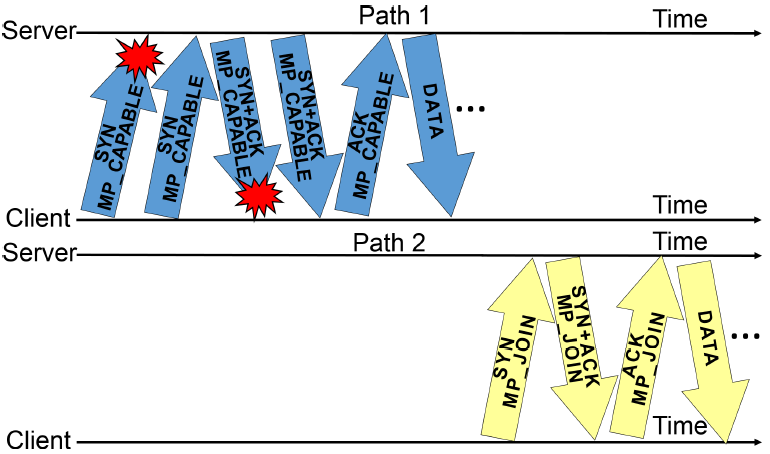 Path 1
Time
Server
SYN
MP_CAPABLE
SYN
MP_CAPABLE
SYN+ACK
MP_CAPABLE
SYN+ACK
MP_CAPABLE
ACK
MP_CAPABLE
DATA
...
Client
Time
Path 2
Time
Server
SYN
MP_JOIN
SYN+ACK
MP_JOIN
ACK
MP_JOIN
DATA
...
Client
Time